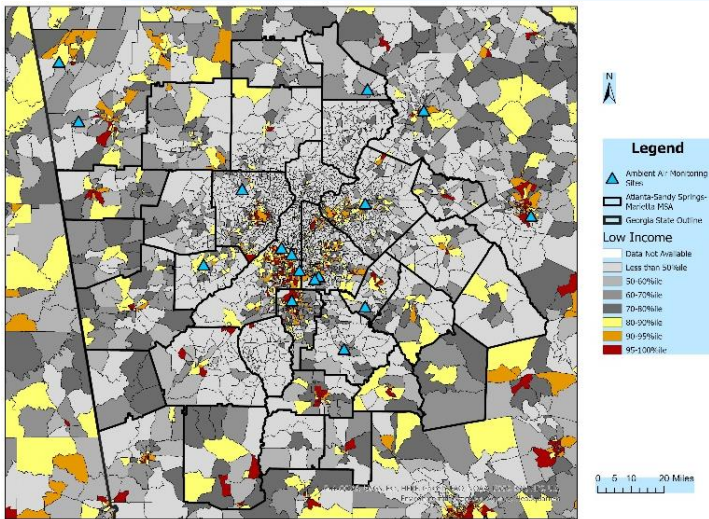 N
Legend
Ambient Air Monitoring
Sites
Atlanta-Sandy Springs-
Marietta MSA
Georgia State Outline
Low Income
Data Not Available
Less than 50%ile
50-60%ile
60-70%ile
70-80%ile
80-90%ile
90-95%ile
95-100%ile
0 5 10 20 Miles